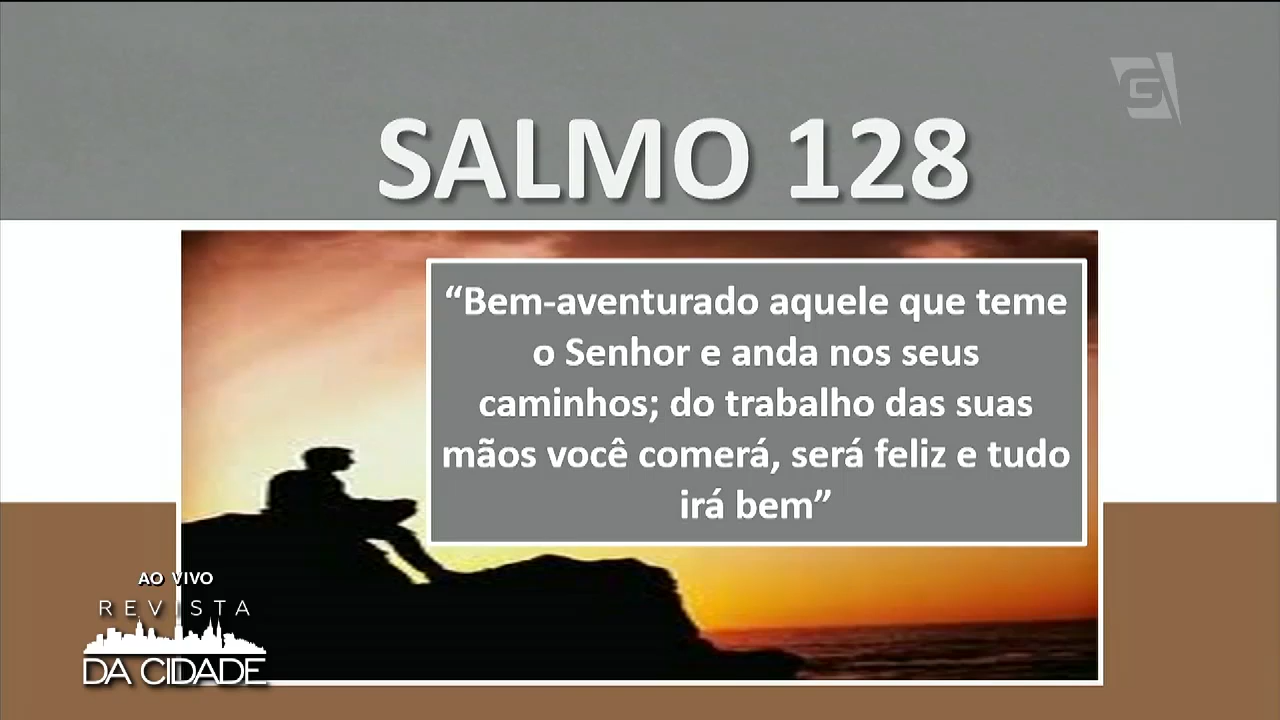 SALMO 128
“Bem-aventurado aquele que teme
o Senhor e anda nos seus
caminhos; do trabalho das suas
mãos você comerá, será feliz e tudo
irá bem”
AO VIVO
REVISTA
DA CIDADE
G